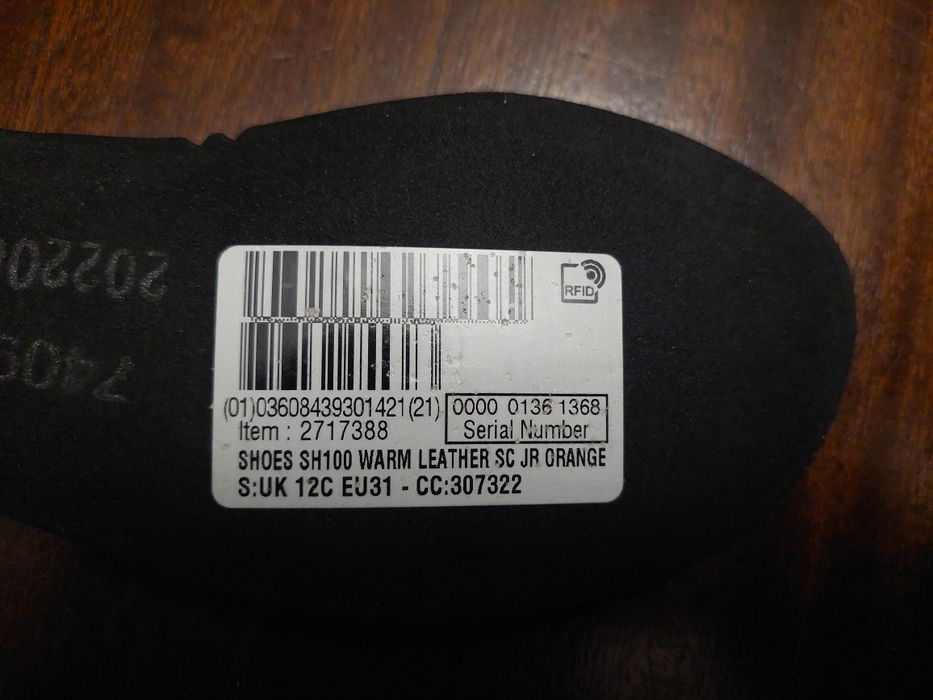 RFID
(01)03608439301421(21)
0000 0136 1368
Item : 2717388
Serial Number
SHOES SH100 WARM LEATHER SC JR ORANGE
S:UK 12C EU31 - CC:307322